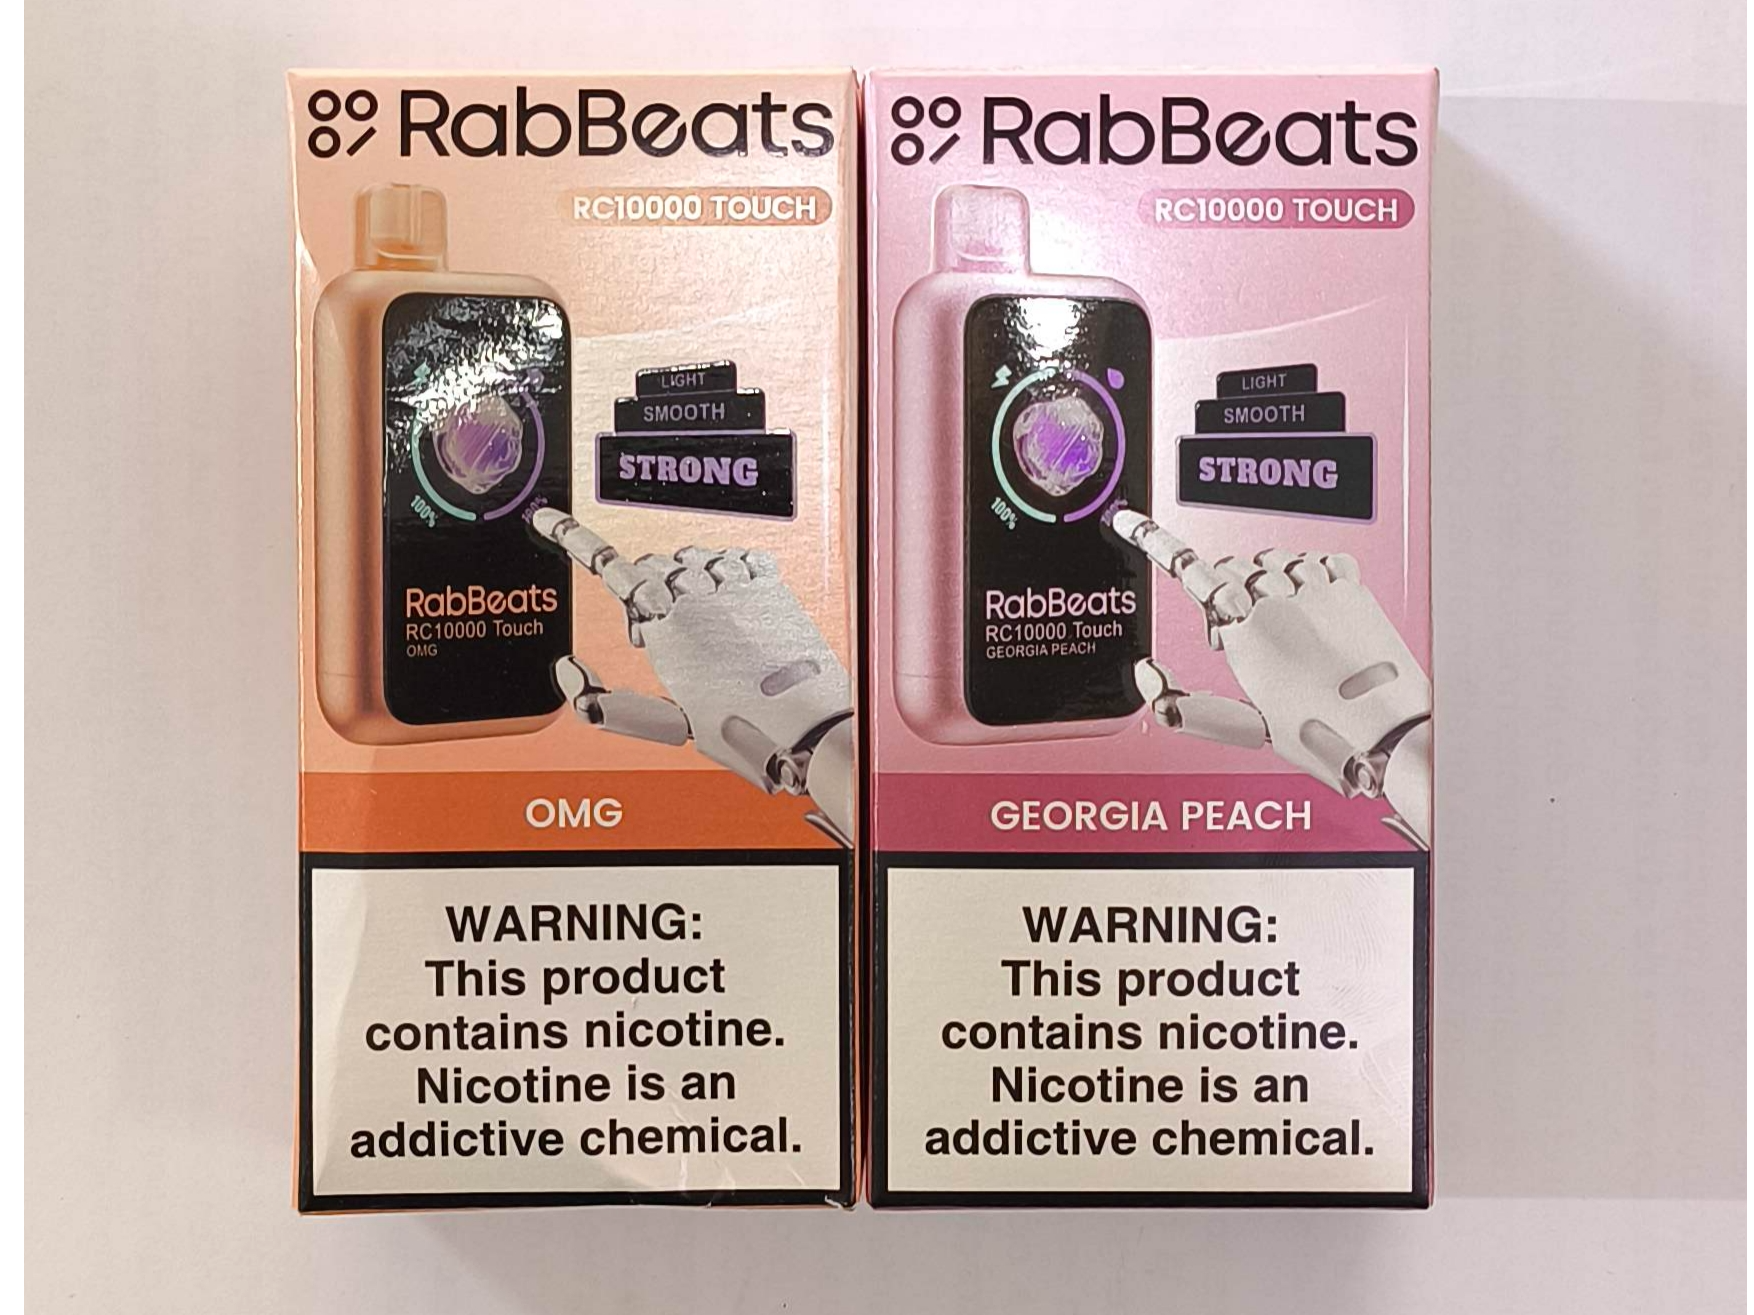 RabBeats
RC10000 TOUCH
LIGHT
SMOOTH
STRONG
100%
100%
RabBeats
RC10000 Touch
OMG
OMG
WARNING:
This product
contains nicotine.
Nicotine is an
addictive chemical.
RabBeats
RC10000 TOUCH
LIGHT
SMOOTH
STRONG
100%
100%
RabBeats
RC10000 Touch
GEORGIA PEACH
GEORGIA PEACH
WARNING:
This product
contains nicotine.
Nicotine is an
addictive chemical.